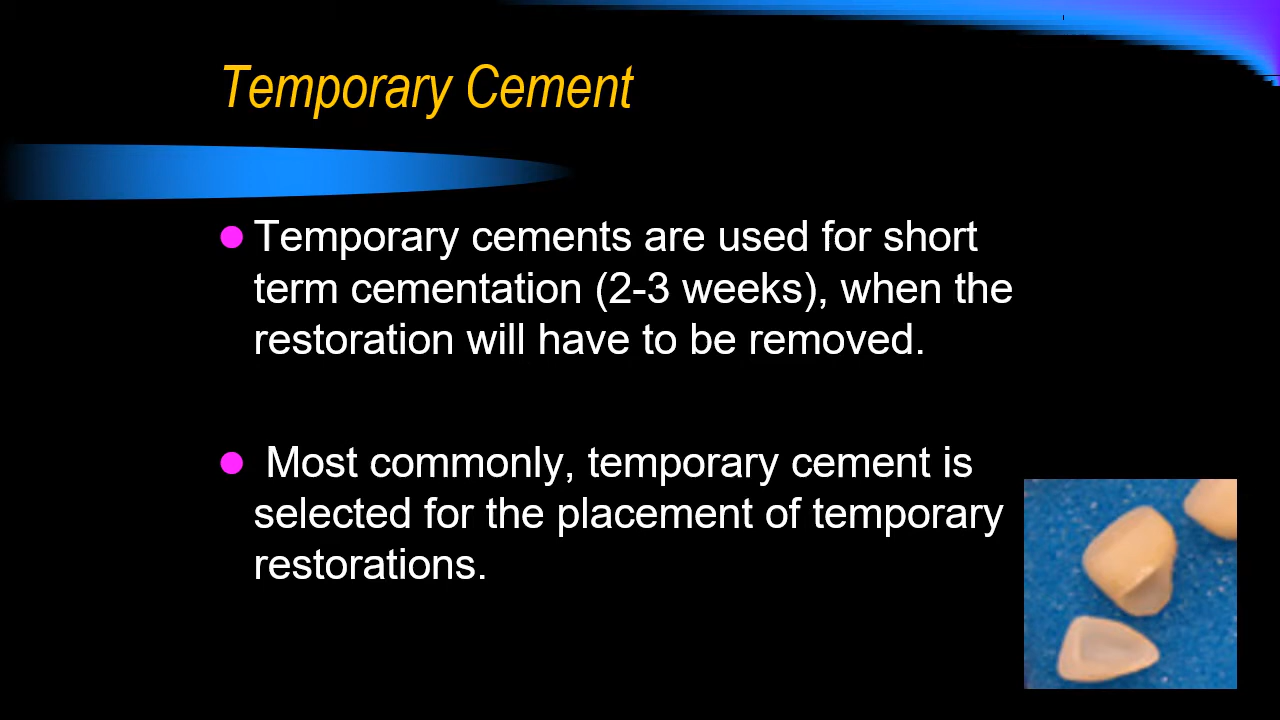 Temporary Cement
Temporary cements are used for short
term cementation (2-3 weeks), when the
restoration will have to be removed.
Most commonly, temporary cement is
selected for the placement of temporary
restorations.